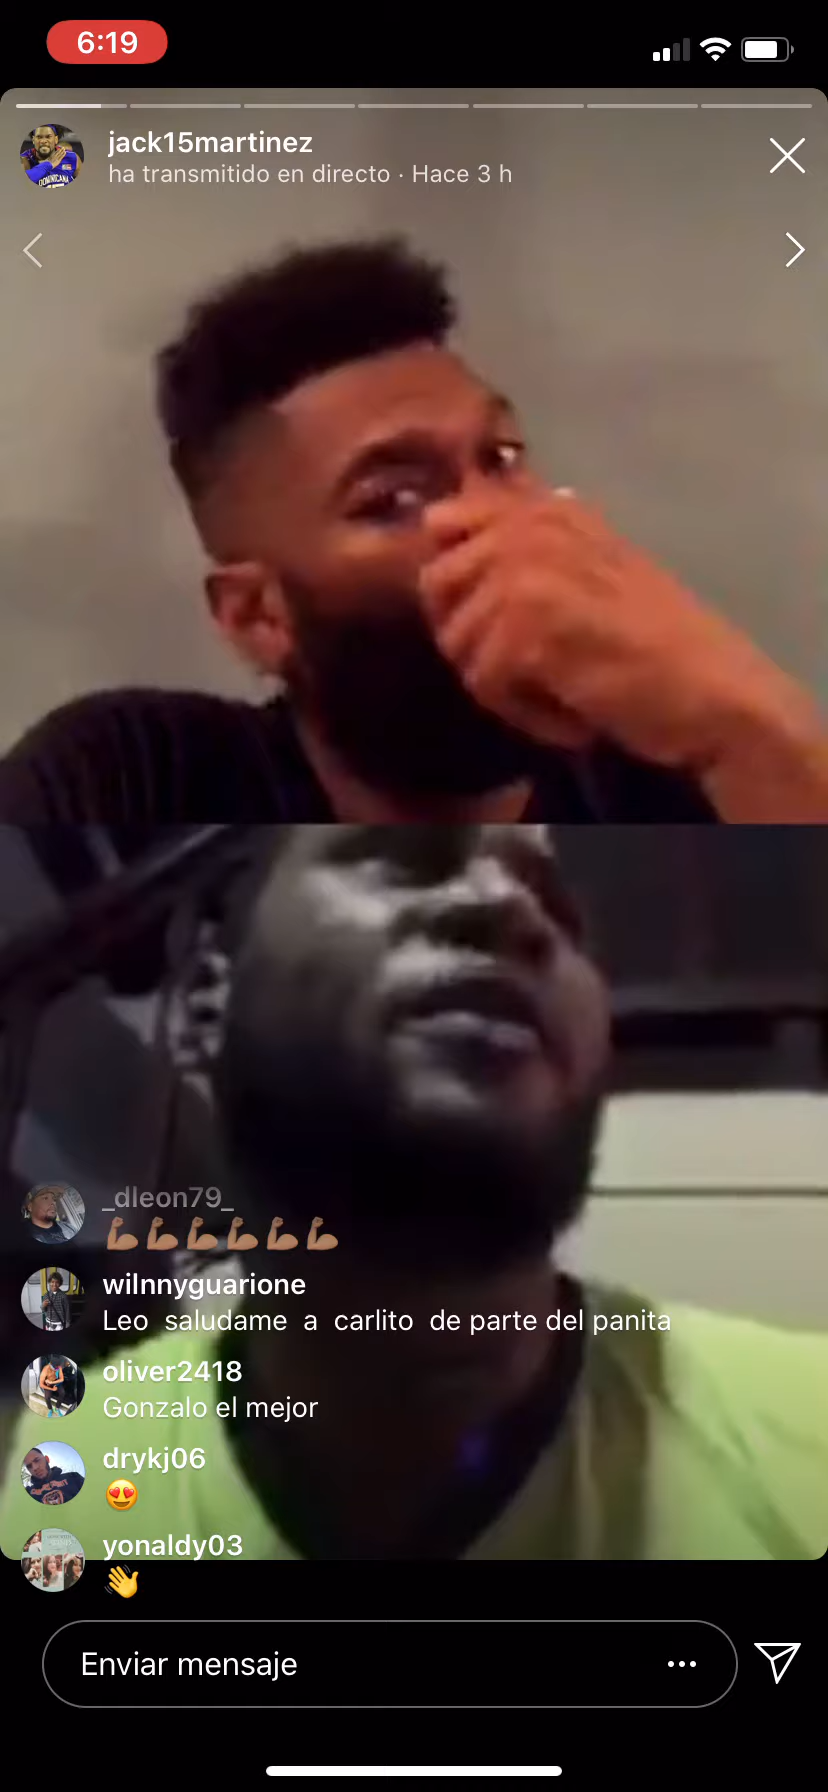 6:19
jack15martinez
ha transmitido en directo · Hace 3 h
_dleon79_
💪🏽💪🏽💪🏽💪🏽💪🏽💪🏽
wilnnyguarione
Leo saludame a carlito de parte del panita
oliver2418
Gonzalo el mejor
drykj06
😍
yonaldy03
👋
Enviar mensaje